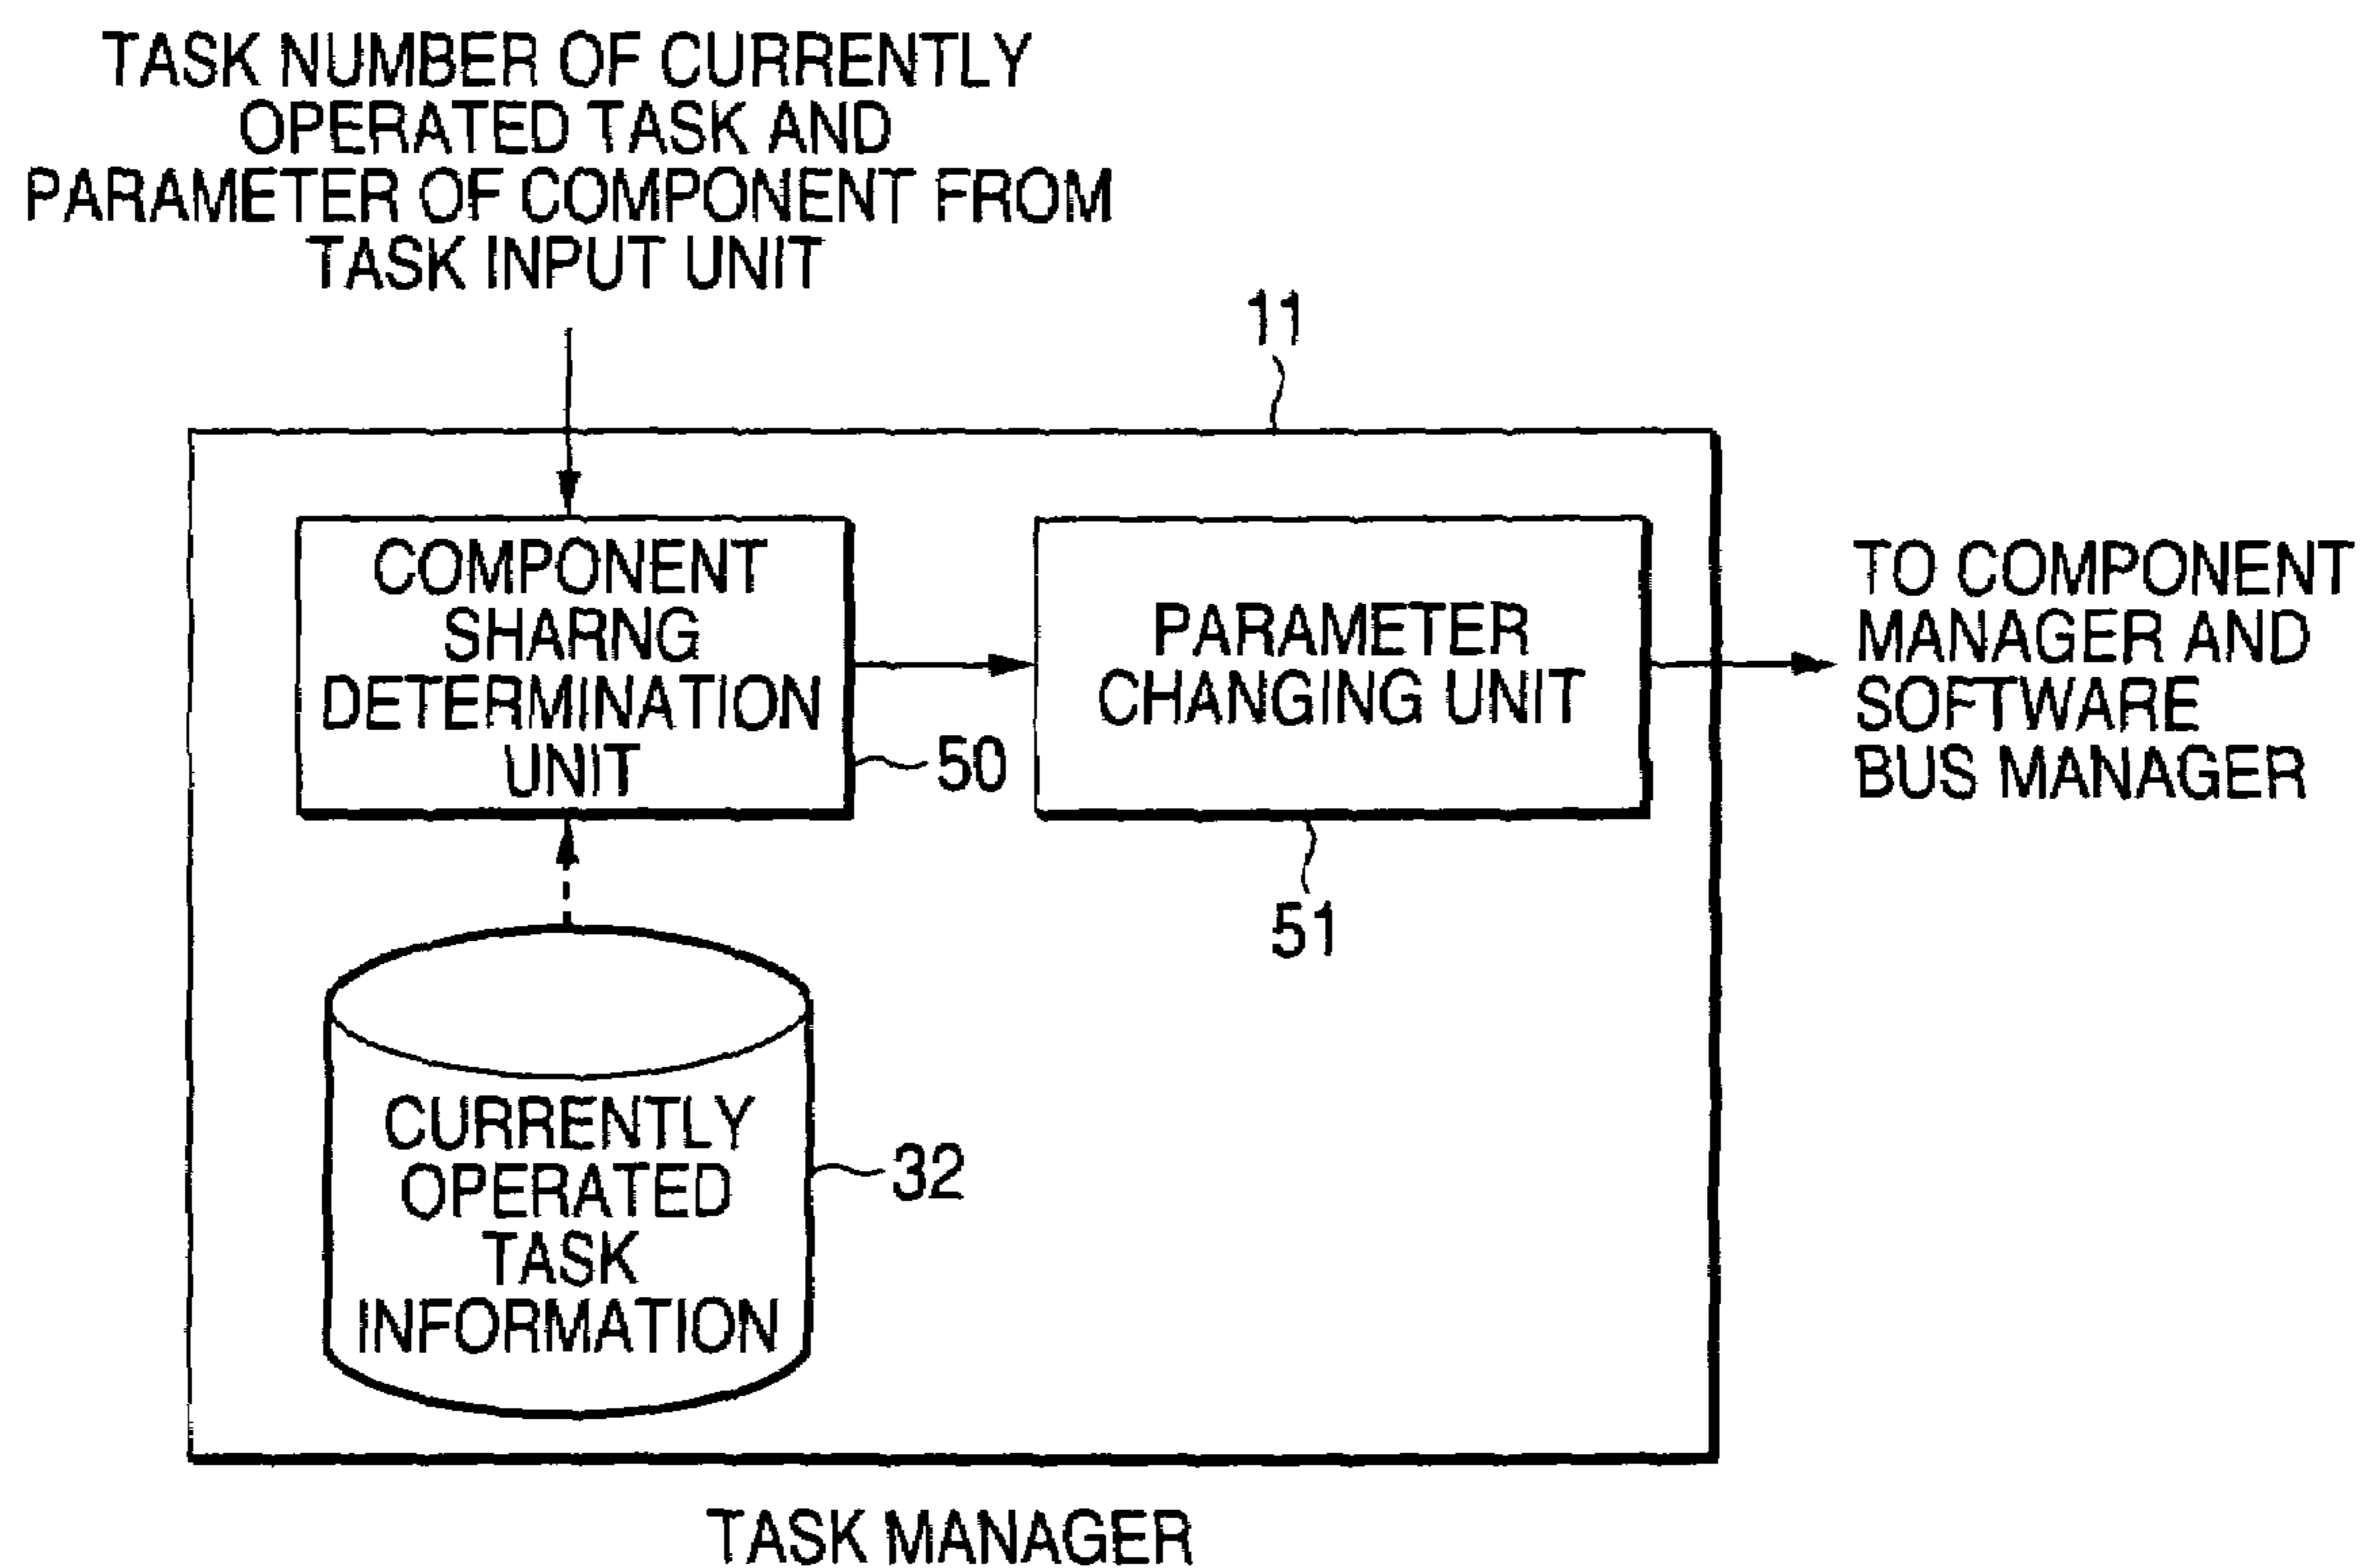 TASK NUMBER OF CURRENTLY
OPERATED TASK AND
PARAMETER OF COMPONENT FROM
TASK INPUT UNIT
11
COMPONENT
SHARNG
DETERMINATION
UNIT
50
PARAMETER
CHANGING UNIT
51
TO COMPONENT
MANAGER AND
SOFTWARE
BUS MANAGER
CURRENTLY
OPERATED
TASK
INFORMATION
32
TASK MANAGER